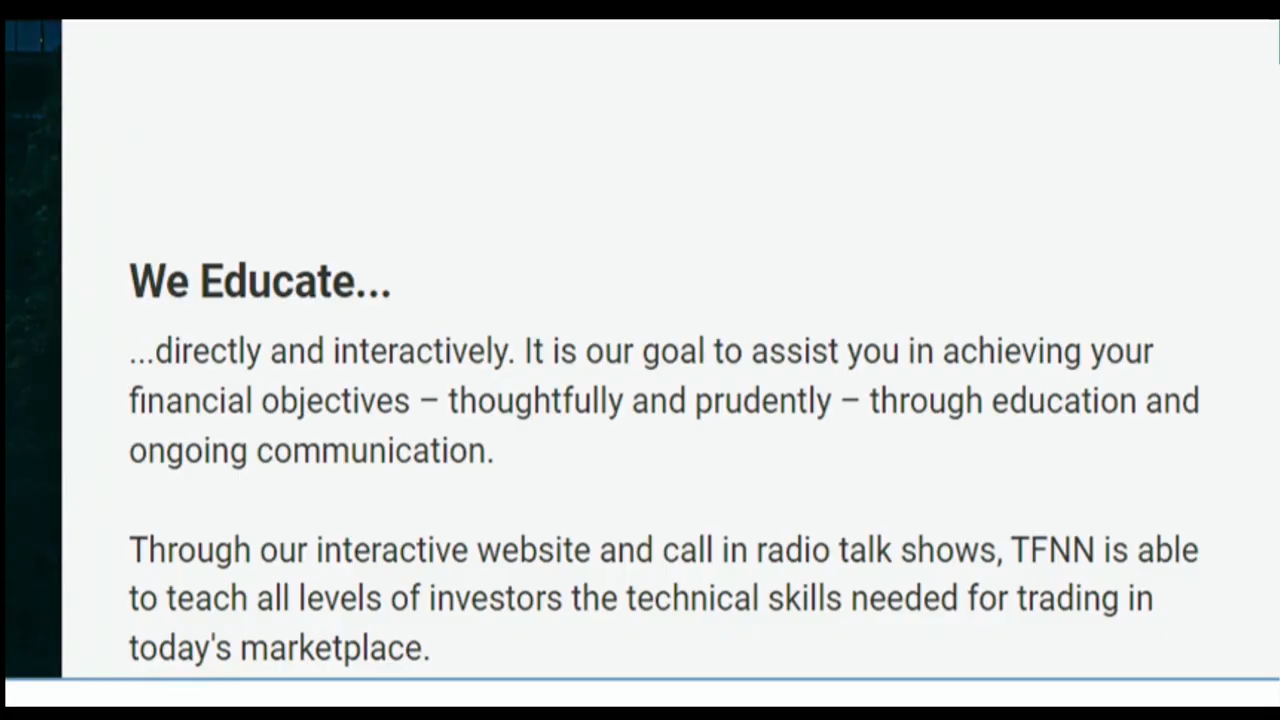 We Educate...
...directly and interactively. It is our goal to assist you in achieving your
financial objectives – thoughtfully and prudently – through education and
ongoing communication.
Through our interactive website and call in radio talk shows, TFNN is able
to teach all levels of investors the technical skills needed for trading in
today's marketplace.